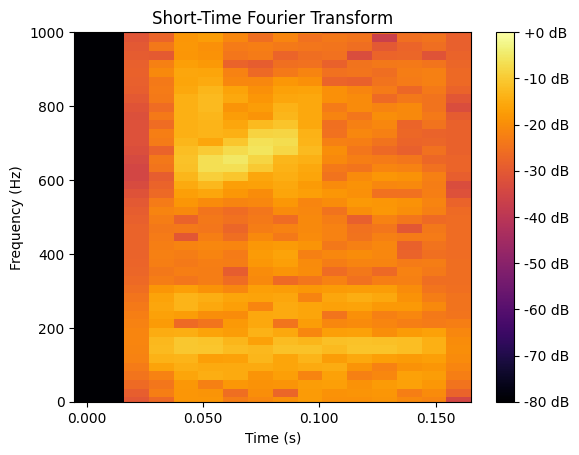 Short-Time Fourier Transform
1000
800
600
400
200
0
Frequency (Hz)
0.000
0.050
0.100
0.150
Time (s)
+0 dB
-10 dB
-20 dB
-30 dB
-40 dB
-50 dB
-60 dB
-70 dB
-80 dB